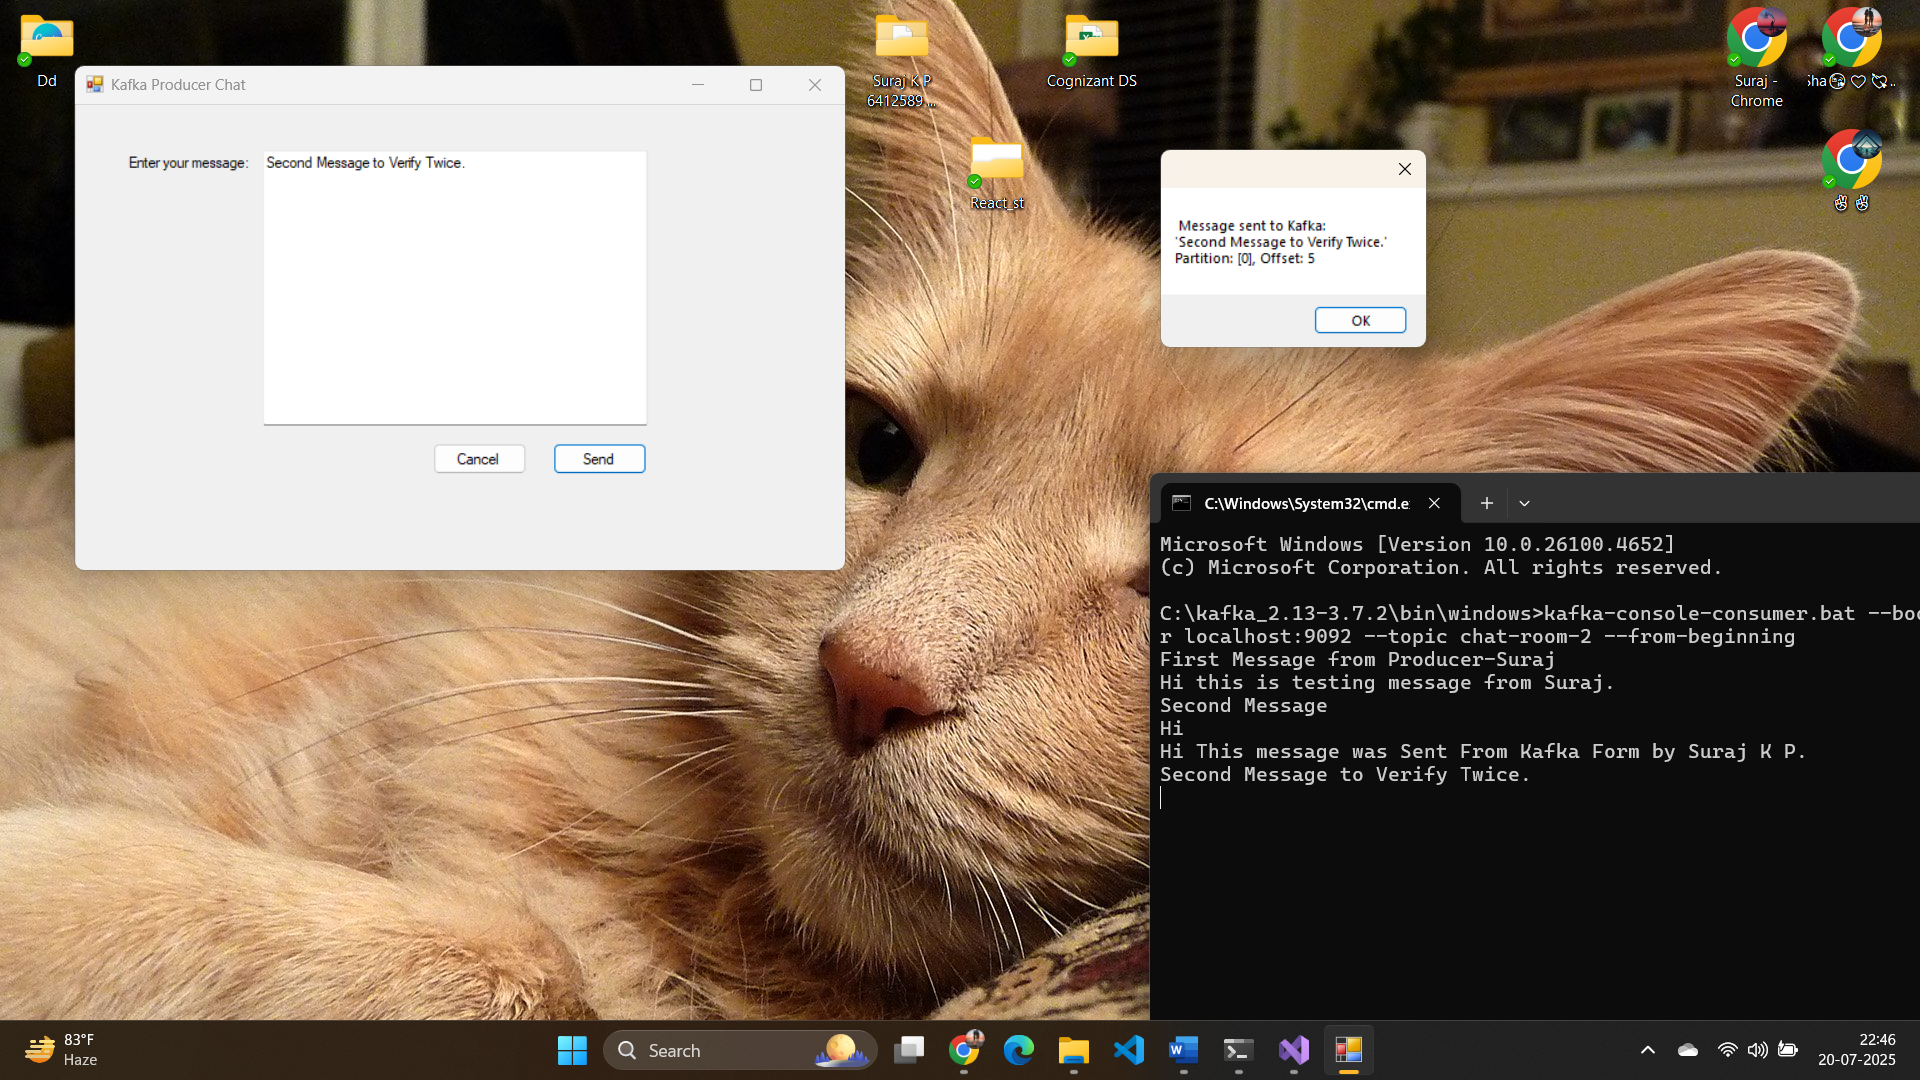 Dd
Suraj K P
6412589 ...
Cognizant DS
React_st
Suraj -
Chrome
Kafka Producer Chat
Enter your message:
Second Message to Verify Twice.
Cancel
Send
Message sent to Kafka:
'Second Message to Verify Twice.'
Partition: [0], Offset: 5
OK
C:\Windows\System32\cmd.e
Microsoft Windows [Version 10.0.26100.4652]
(c) Microsoft Corporation. All rights reserved.
C:\kafka_2.13-3.7.2\bin\windows>kafka-console-consumer.bat --boo
r localhost:9092 --topic chat-room-2 --from-beginning
First Message from Producer-Suraj
Hi this is testing message from Suraj.
Second Message
Hi
Hi This message was Sent From Kafka Form by Suraj K P.
Second Message to Verify Twice.
83°F
Haze
Search
22:46
20-07-2025